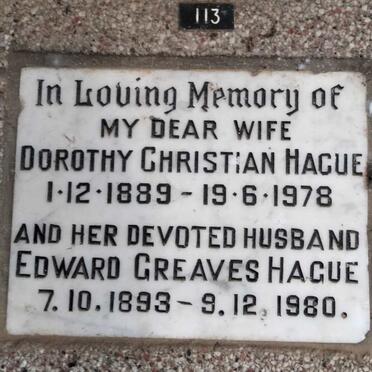 113
In Loving Memory of
MY DEAR WIFE
DOROTHY CHRISTIAN HAGUE
1·12·1889 - 19·6·1978
AND HER DEVOTED HUSBAND
EDWARD GREAVES HAGUE
7.10.1893 - 9.12.1980.